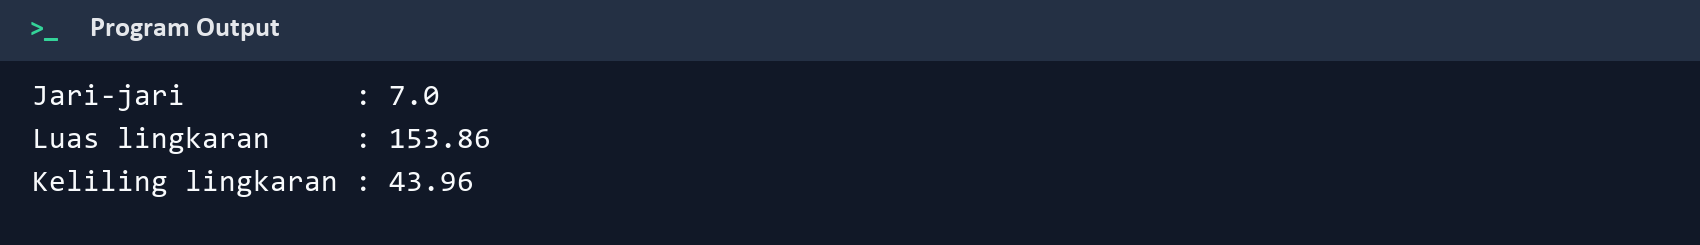 >_ Program Output
Jari-jari          : 7.0
Luas lingkaran     : 153.86
Keliling lingkaran : 43.96